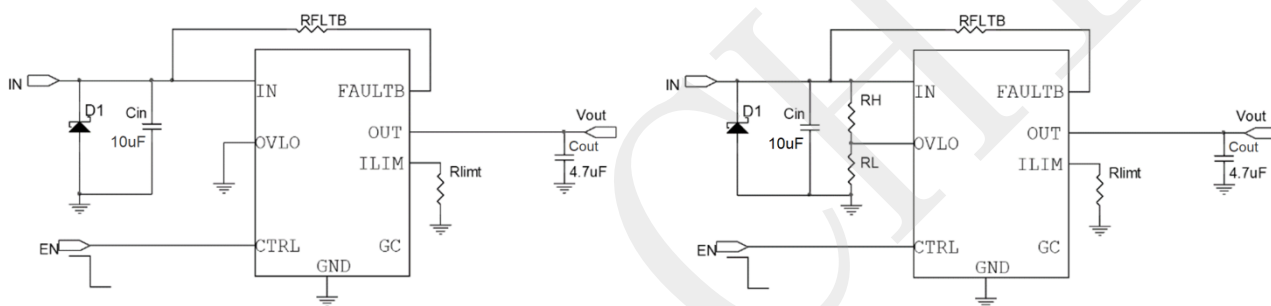 RFLTB
IN
D1
Cin
10uF
IN
FAULTB
OVLO
OUT
ILIM
Vout
Cout
4.7uF
Rlimt
EN
CTRL
GC
GND
RFLTB
IN
D1
Cin
10uF
RH
RL
IN
FAULTB
OVLO
OUT
ILIM
Vout
Cout
4.7uF
Rlimt
EN
CTRL
GC
GND